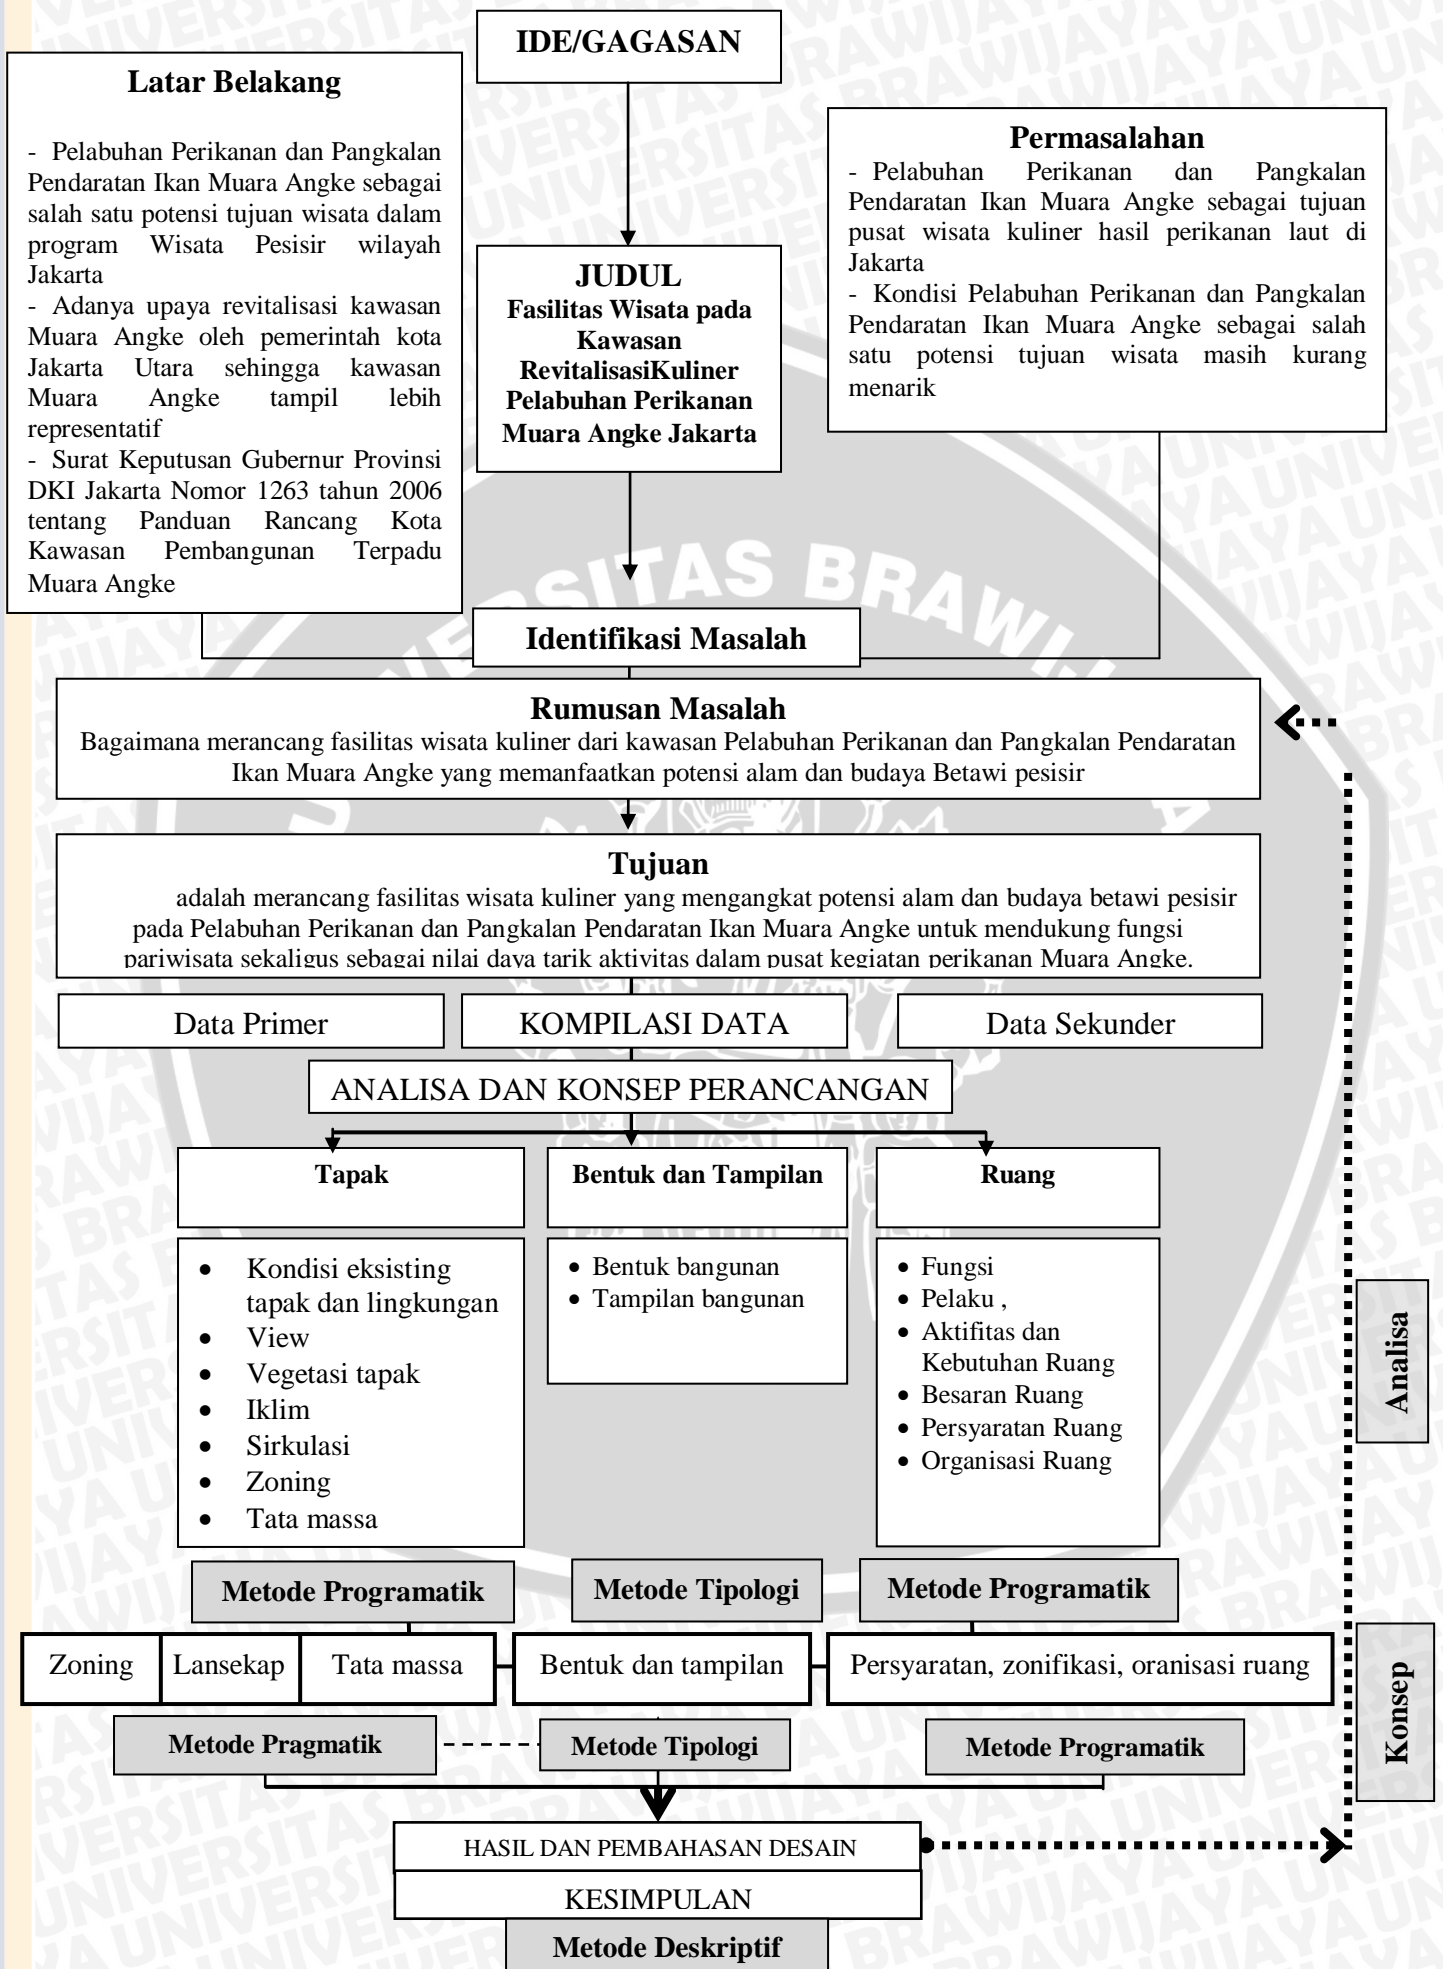 IDE/GAGASAN
Latar Belakang
- Pelabuhan Perikanan dan Pangkalan
Pendaratan Ikan Muara Angke sebagai
salah satu potensi tujuan wisata dalam
program Wisata Pesisir wilayah
Jakarta
- Adanya upaya revitalisasi kawasan
Muara Angke oleh pemerintah kota
Jakarta Utara sehingga kawasan
Muara Angke tampil lebih
representatif
- Surat Keputusan Gubernur Provinsi
DKI Jakarta Nomor 1263 tahun 2006
tentang Panduan Rancang Kota
Kawasan Pembangunan Terpadu
Muara Angke
JUDUL
Fasilitas Wisata pada
Kawasan
RevitalisasiKuliner
Pelabuhan Perikanan
Muara Angke Jakarta
Permasalahan
- Pelabuhan Perikanan dan Pangkalan
Pendaratan Ikan Muara Angke sebagai tujuan
pusat wisata kuliner hasil perikanan laut di
Jakarta
- Kondisi Pelabuhan Perikanan dan Pangkalan
Pendaratan Ikan Muara Angke sebagai salah
satu potensi tujuan wisata masih kurang
menarik
Identifikasi Masalah
Rumusan Masalah
Bagaimana merancang fasilitas wisata kuliner dari kawasan Pelabuhan Perikanan dan Pangkalan Pendaratan
Ikan Muara Angke yang memanfaatkan potensi alam dan budaya Betawi pesisir
Tujuan
adalah merancang fasilitas wisata kuliner yang mengangkat potensi alam dan budaya betawi pesisir
pada Pelabuhan Perikanan dan Pangkalan Pendaratan Ikan Muara Angke untuk mendukung fungsi
pariwisata sekaligus sebagai nilai daya tarik aktivitas dalam pusat kegiatan perikanan Muara Angke.
Data Primer
KOMPILASI DATA
Data Sekunder
ANALISA DAN KONSEP PERANCANGAN
Tapak
Bentuk dan Tampilan
Ruang
• Kondisi eksisting
tapak dan lingkungan
• View
• Vegetasi tapak
• Iklim
• Sirkulasi
• Zoning
• Tata massa
• Bentuk bangunan
• Tampilan bangunan
• Fungsi
• Pelaku ,
• Aktifitas dan
Kebutuhan Ruang
• Besaran Ruang
• Persyaratan Ruang
• Organisasi Ruang
Analisa
Metode Programatik
Metode Tipologi
Metode Programatik
Zoning
Lansekap
Tata massa
Bentuk dan tampilan
Persyaratan, zonifikasi, oranisasi ruang
Konsep
Metode Pragmatik
Metode Tipologi
Metode Programatik
HASIL DAN PEMBAHASAN DESAIN
KESIMPULAN
Metode Deskriptif
UNIVERSITAS BRAWIJAYA